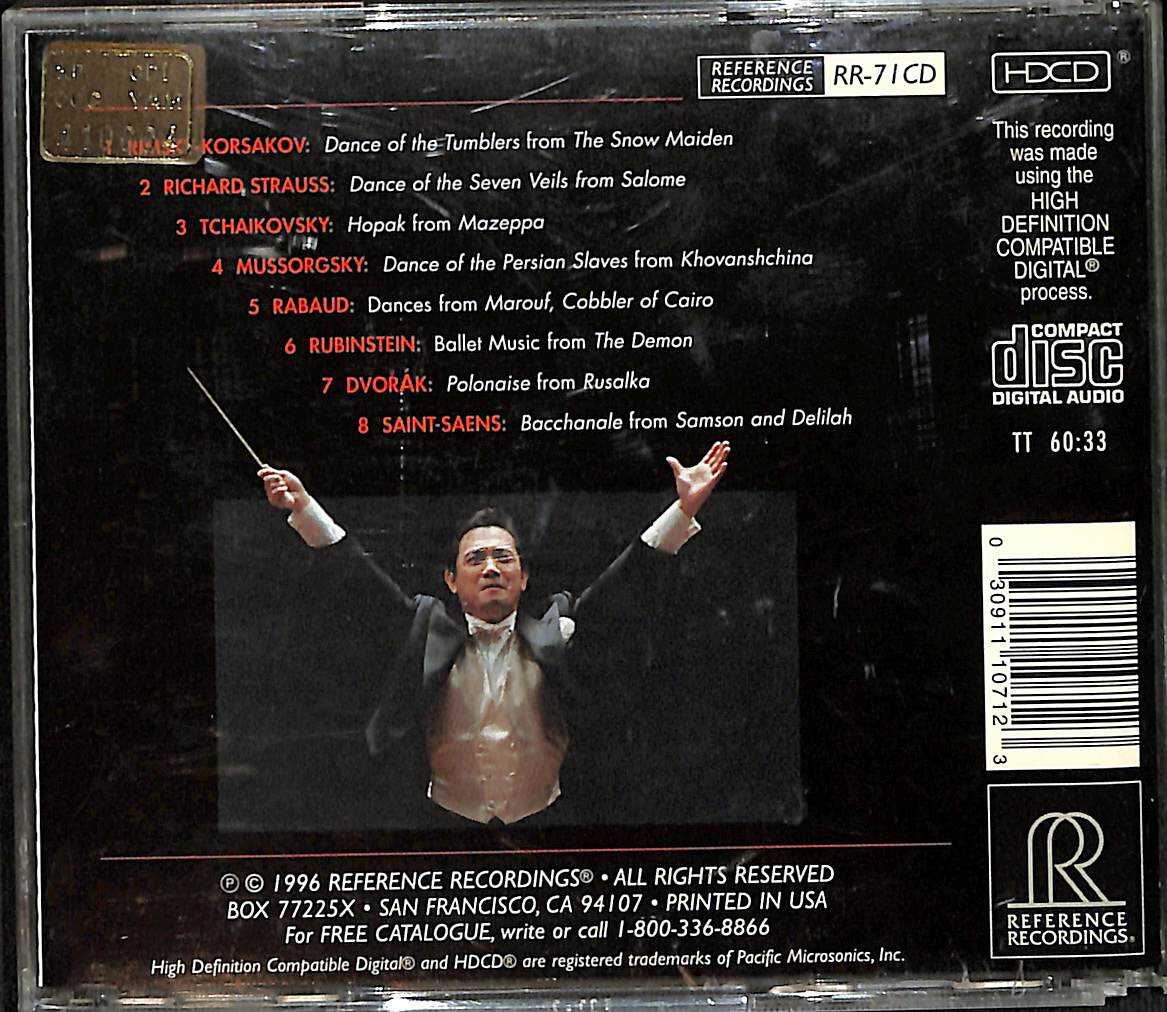 REFERENCE RECORDINGS RR-71CD
KORSAKOV: Dance of the Tumblers from The Snow Maiden
2 RICHARD STRAUSS: Dance of the Seven Veils from Salome
3 TCHAIKOVSKY: Hopak from Mazeppa
4 MUSSORGSKY: Dance of the Persian Slaves from Khovanshchina
5 RABAUD: Dances from Marouf, Cobbler of Cairo
6 RUBINSTEIN: Ballet Music from The Demon
7 DVORÁK: Polonaise from Rusalka
8 SAINT-SAENS: Bacchanale from Samson and Delilah
HDCD®
This recording
was made
using the
HIGH
DEFINITION
COMPATIBLE
DIGITAL®
process.
COMPACT
disc
DIGITAL AUDIO
TT 60:33
0 30911 10712 3
REFERENCE
RECORDINGS®
℗ © 1996 REFERENCE RECORDINGS® • ALL RIGHTS RESERVED
BOX 77225X • SAN FRANCISCO, CA 94107 • PRINTED IN USA
For FREE CATALOGUE, write or call 1-800-336-8866
High Definition Compatible Digital® and HDCD® are registered trademarks of Pacific Microsonics, Inc.